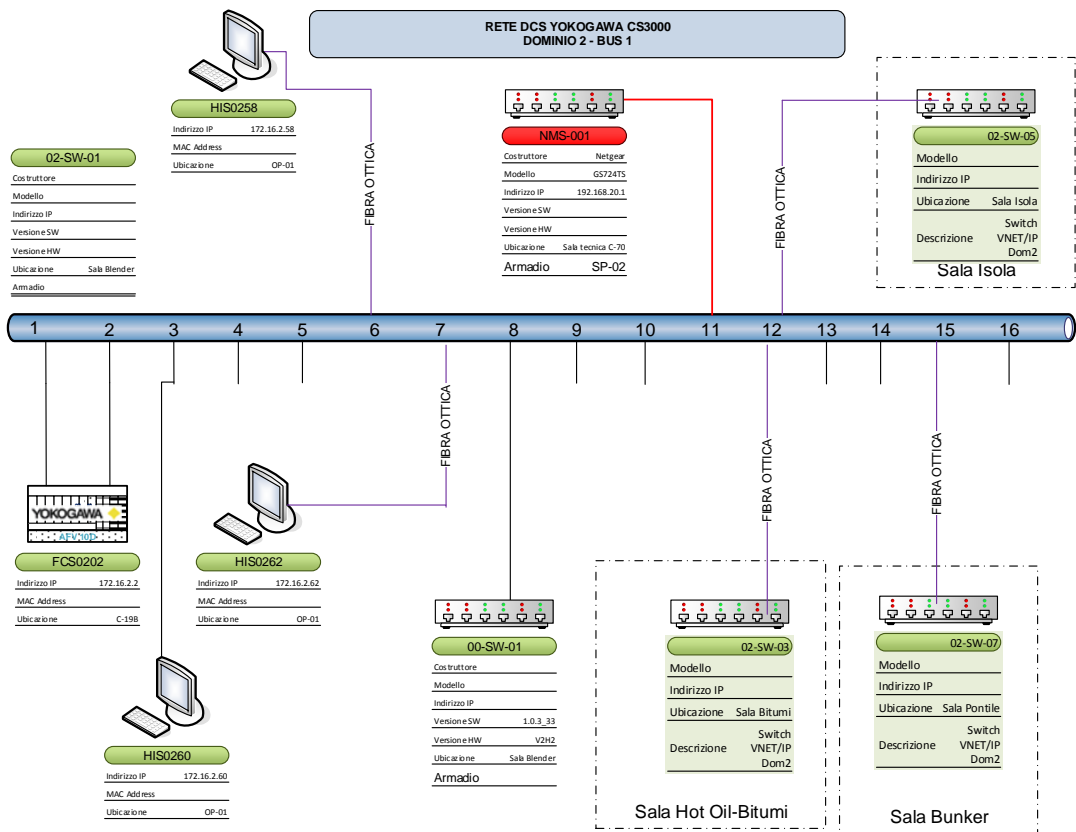 RETE DCS YOKOGAWA CS3000
DOMINIO 2 - BUS 1
HIS0258
Indirizzo IP 172.16.2.58
MAC Address
Ubicazione OP-01
02-SW-01
Costruttore
Modello
Indirizzo IP
Versione SW
Versione HW
Ubicazione Sala Blender
Armadio
FIBRA OTTICA
NMS-001
Costruttore Netgear
Modello GS724TS
Indirizzo IP 192.168.20.1
Versione SW
Versione HW
Ubicazione Sala tecnica C-70
Armadio SP-02
FIBRA OTTICA
02-SW-05
Modello
Indirizzo IP
Ubicazione Sala Isola
Descrizione Switch
VNET/IP
Dom2
Sala Isola
1 2 3 4 5 6 7 8 9 10 11 12 13 14 15 16
YOKOGAWA
AFV10D
FCS0202
Indirizzo IP 172.16.2.2
MAC Address
Ubicazione C-19B
HIS0260
Indirizzo IP 172.16.2.60
MAC Address
Ubicazione OP-01
HIS0262
Indirizzo IP 172.16.2.62
MAC Address
Ubicazione OP-01
FIBRA OTTICA
00-SW-01
Costruttore
Modello
Indirizzo IP
Versione SW 1.0.3_33
Versione HW V2H2
Ubicazione Sala Blender
Armadio
FIBRA OTTICA
02-SW-03
Modello
Indirizzo IP
Ubicazione Sala Bitumi
Descrizione Switch
VNET/IP
Dom2
Sala Hot Oil-Bitumi
FIBRA OTTICA
02-SW-07
Modello
Indirizzo IP
Ubicazione Sala Pontile
Descrizione Switch
VNET/IP
Dom2
Sala Bunker